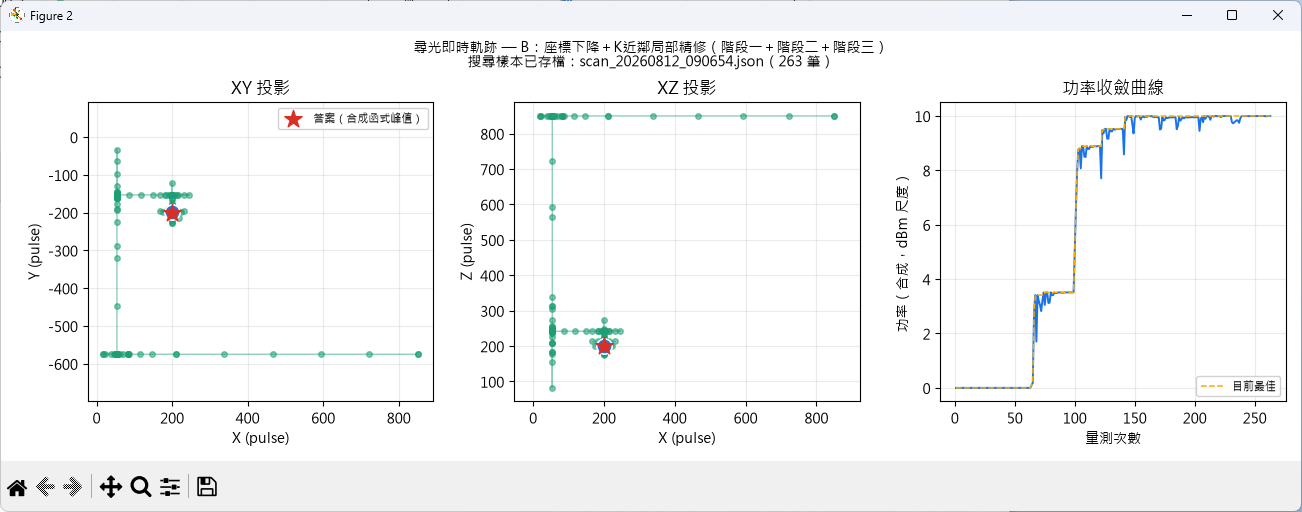 Figure 2
尋光即時軌跡 — B：座標下降＋K近鄰局部精修（階段一＋階段二＋階段三）
搜尋樣本已存檔：scan_20260812_090654.json（263 筆）
XY 投影
答案（合成函式峰值）
0
-100
-200
-300
-400
-500
-600
Y (pulse)
0
200
400
600
800
X (pulse)
XZ 投影
800
700
600
500
400
300
200
100
Z (pulse)
0
200
400
600
800
X (pulse)
功率收斂曲線
10
8
6
4
2
0
功率（合成，dBm 尺度）
目前最佳
0
50
100
150
200
250
量測次數